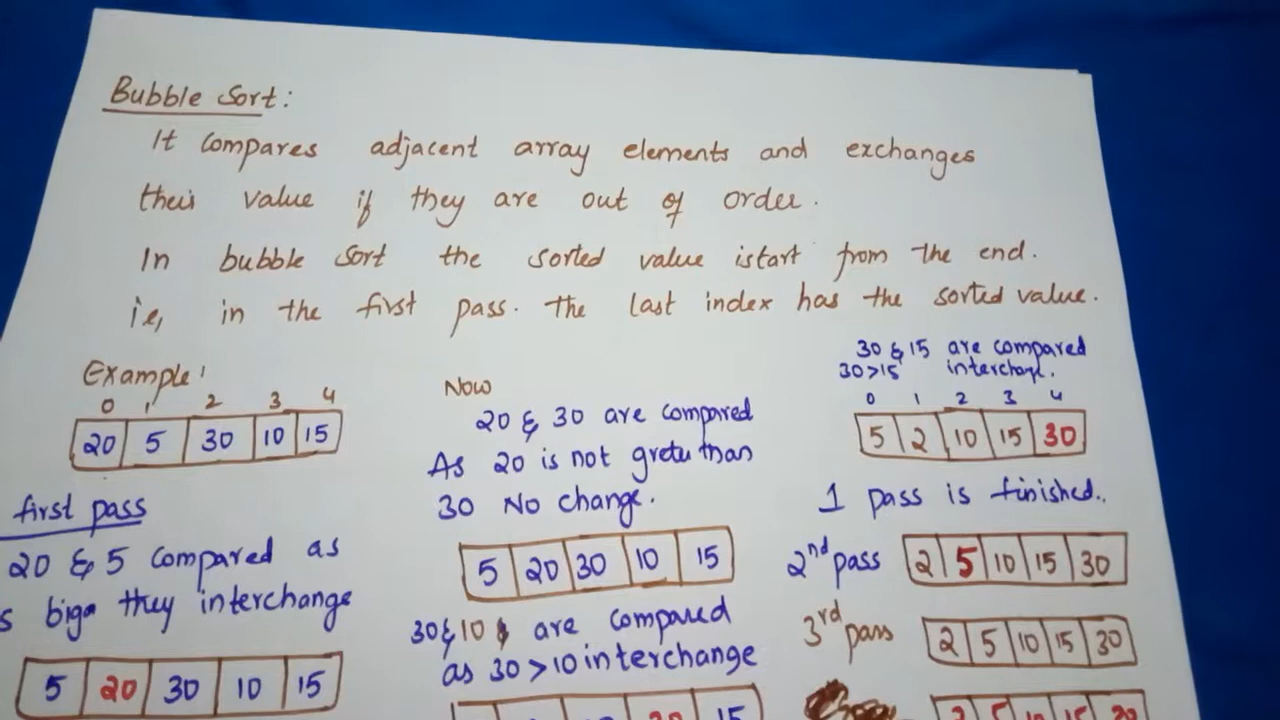 Bubble Sort:
It compares adjacent array elements and exchanges
their value if they are out of order.
In bubble sort the sorted value istart from the end.
ie, in the first pass. The last index has the sorted value.
Example:
0 1 2 3 4
20 5 30 10 15
first pass
20 & 5 compared as
they interchange
5 20 30 10 15
Now
20 & 30 are compared
As 20 is not than
30 No change.
5 20 30 10 15
30 & 10 are compared
as 30 > 10 interchange
15
30 & 15 are compared
30 > 15
0 1 2 3 4
5 2 10 15 30
1 pass is finished..
2nd pass 2 5 10 15 30
3rd pass 2 5 10 15 30